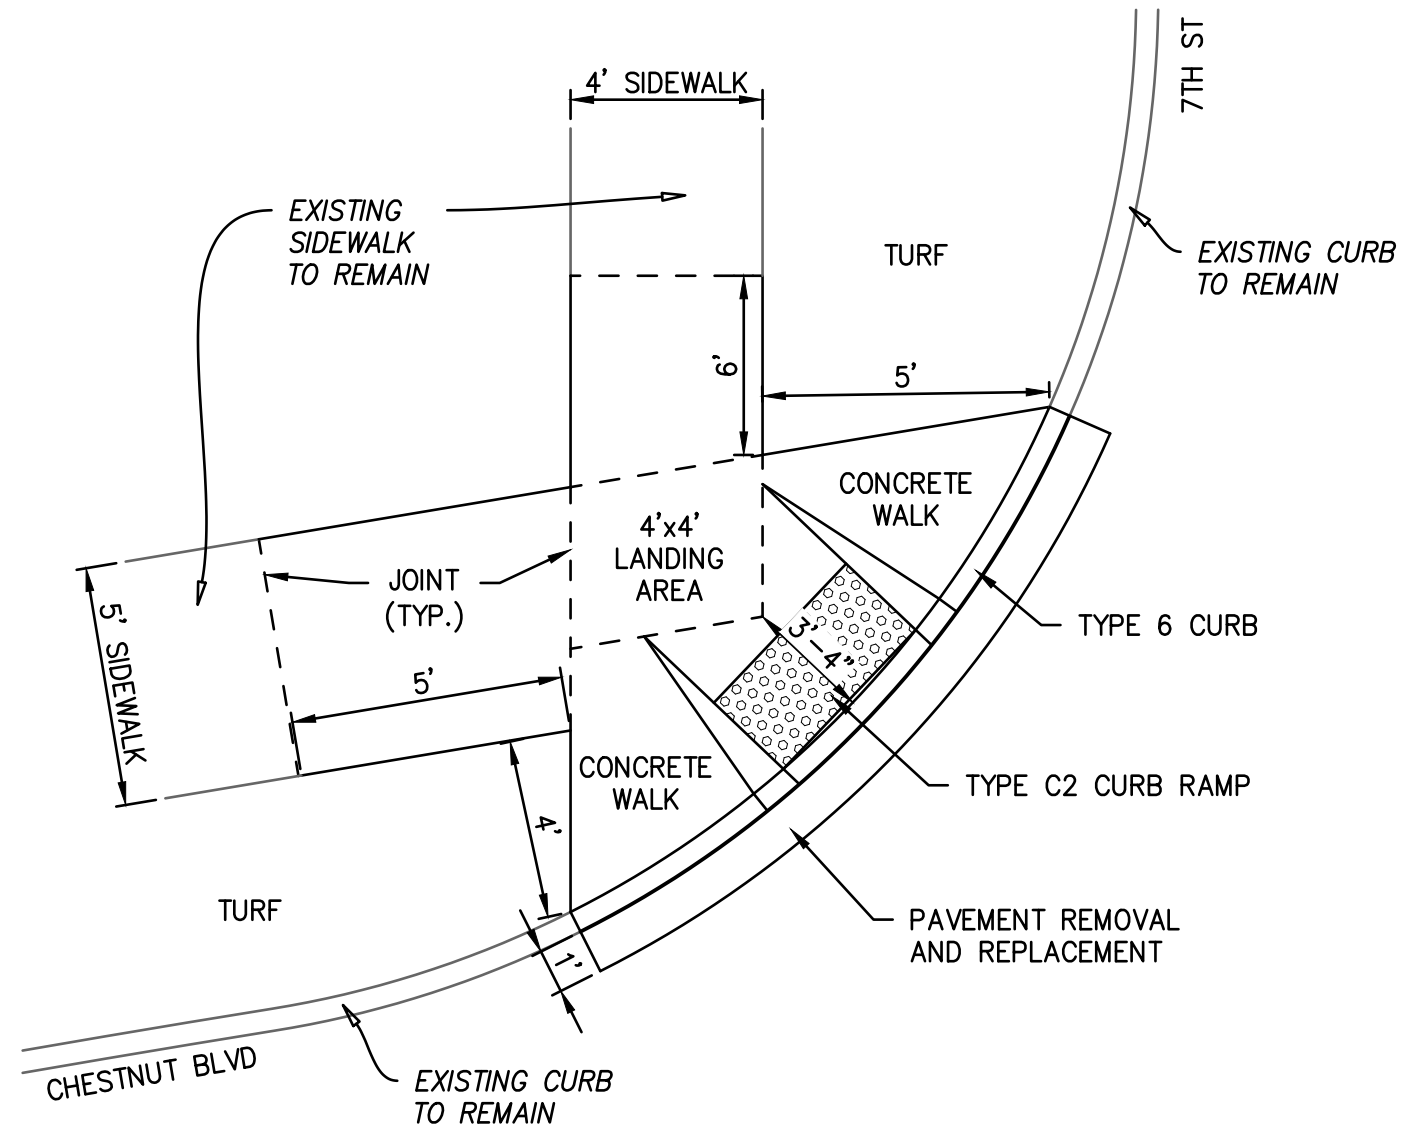 7TH ST
4' SIDEWALK
EXISTING
SIDEWALK
TO REMAIN
TURF
EXISTING CURB
TO REMAIN
6'
5'
CONCRETE
WALK
4'x4'
LANDING
AREA
JOINT
(TYP.)
5' SIDEWALK
3'-4"
TYPE 6 CURB
5'
CONCRETE
WALK
TYPE C2 CURB RAMP
4'
TURF
PAVEMENT REMOVAL
AND REPLACEMENT
1'
CHESTNUT BLVD
EXISTING CURB
TO REMAIN